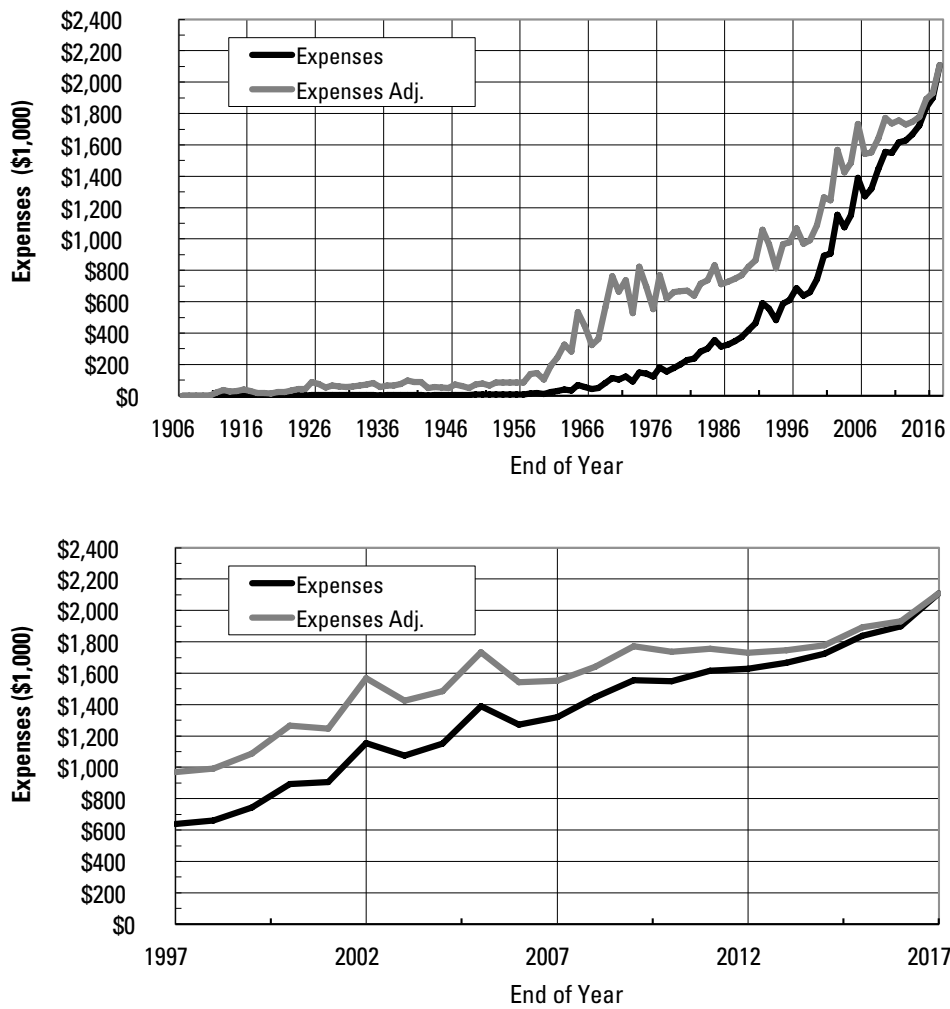 $2,400
$2,200
$2,000
$1,800
$1,600
$1,400
$1,200
$1,000
$800
$600
$400
$200
$0
Expenses ($1,000)
Expenses
Expenses Adj.
1906 1916 1926 1936 1946 1956 1966 1976 1986 1996 2006 2016
End of Year
$2,400
$2,200
$2,000
$1,800
$1,600
$1,400
$1,200
$1,000
$800
$600
$400
$200
$0
Expenses ($1,000)
Expenses
Expenses Adj.
1997 2002 2007 2012 2017
End of Year